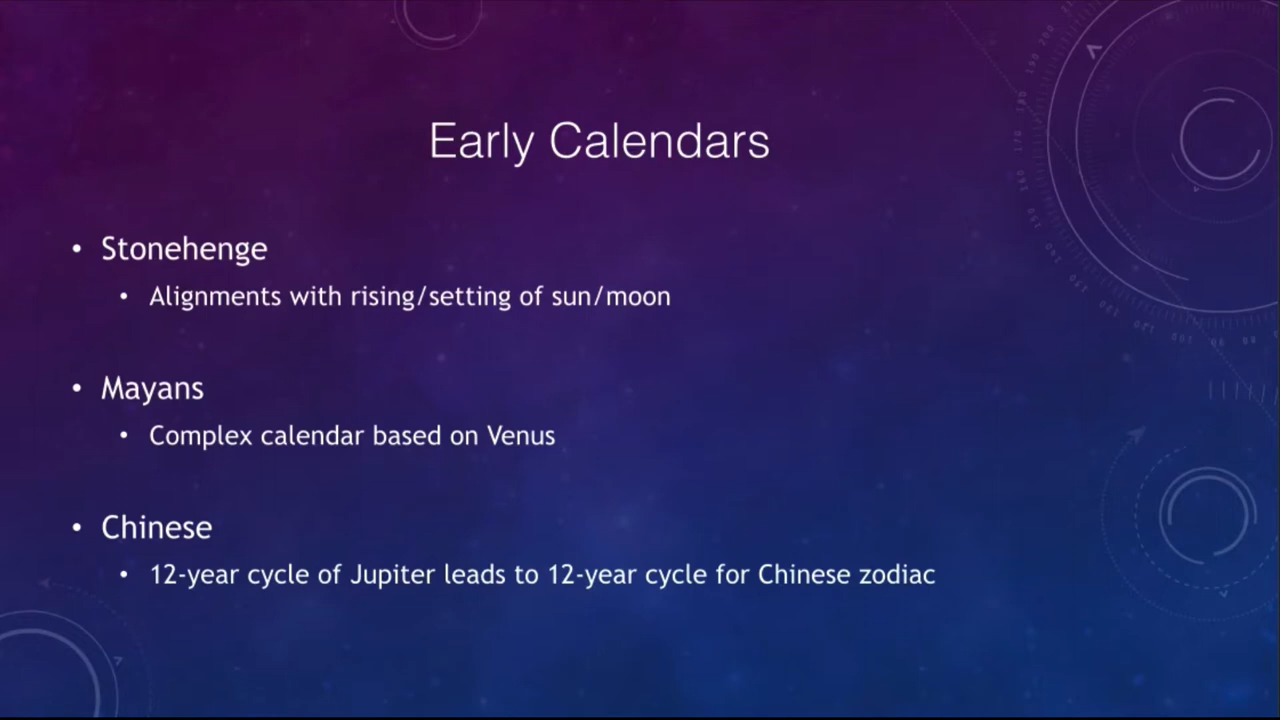 Early Calendars
• Stonehenge
• Alignments with rising/setting of sun/moon
• Mayans
• Complex calendar based on Venus
• Chinese
• 12-year cycle of Jupiter leads to 12-year cycle for Chinese zodiac